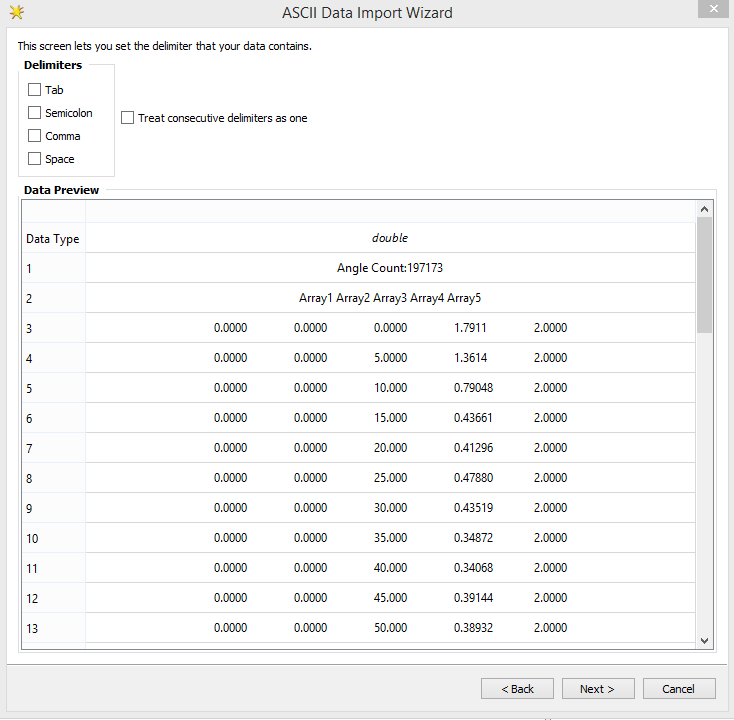 ASCII Data Import Wizard
This screen lets you set the delimiter that your data contains.
Delimiters
Tab
Semicolon
Comma
Space
Treat consecutive delimiters as one
Data Preview
Data Type double
1 Angle Count:197173
2 Array1 Array2 Array3 Array4 Array5
3 0.0000 0.0000 0.0000 1.7911 2.0000
4 0.0000 0.0000 5.0000 1.3614 2.0000
5 0.0000 0.0000 10.000 0.79048 2.0000
6 0.0000 0.0000 15.000 0.43661 2.0000
7 0.0000 0.0000 20.000 0.41296 2.0000
8 0.0000 0.0000 25.000 0.47880 2.0000
9 0.0000 0.0000 30.000 0.43519 2.0000
10 0.0000 0.0000 35.000 0.34872 2.0000
11 0.0000 0.0000 40.000 0.34068 2.0000
12 0.0000 0.0000 45.000 0.39144 2.0000
13 0.0000 0.0000 50.000 0.38932 2.0000
< Back Next > Cancel